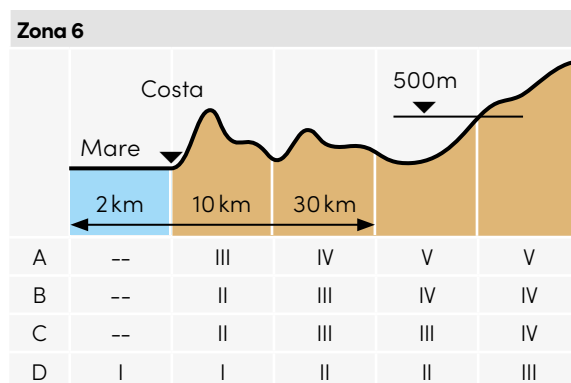 Zona 6
500m
Costa
Mare
2 km 10 km 30 km
A -- III IV V V
B -- II III IV IV
C -- II III III IV
D I I II II III